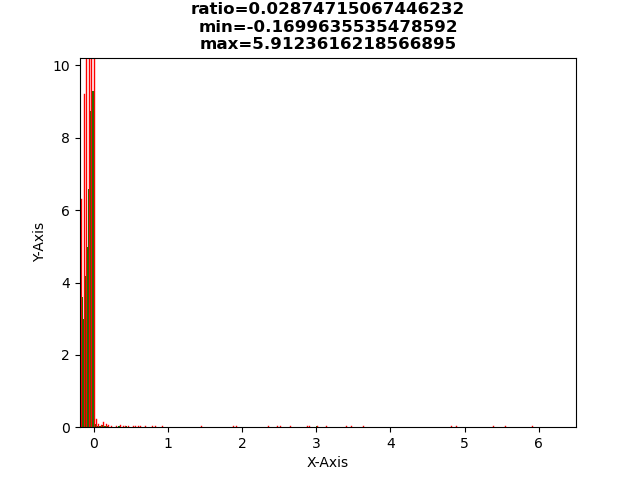 ratio=0.02874715067446232
min=-0.1699635535478592
max=5.9123616218566895
10
8
6
4
2
0
Y-Axis
0 1 2 3 4 5 6
X-Axis